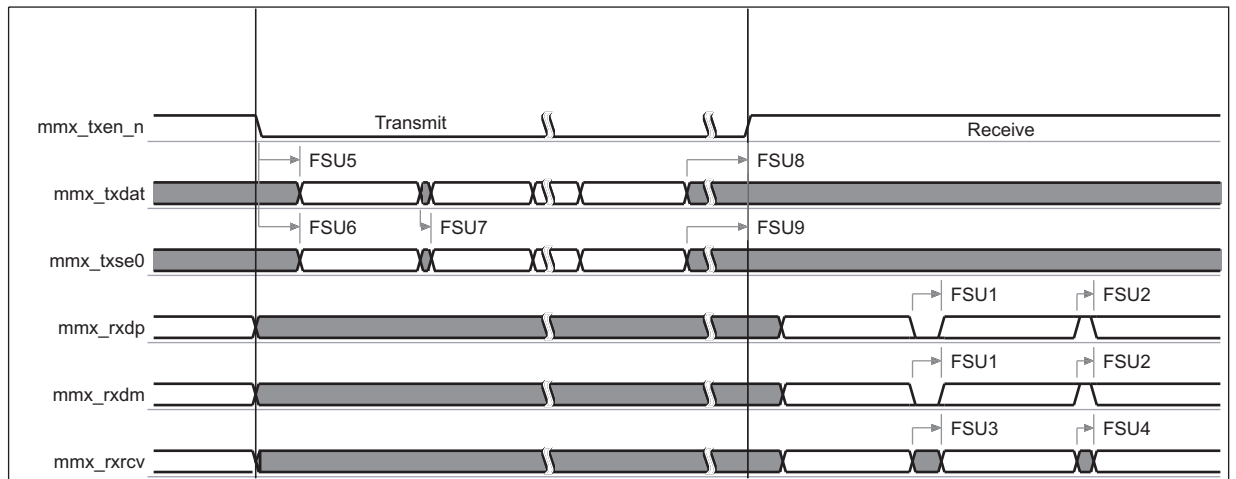 mmx_txen_n Transmit Receive
FSU5 FSU8
mmx_txdat
FSU6 FSU7 FSU9
mmx_txse0
FSU1 FSU2
mmx_rxdp
FSU1 FSU2
mmx_rxdm
FSU3 FSU4
mmx_rxrcv